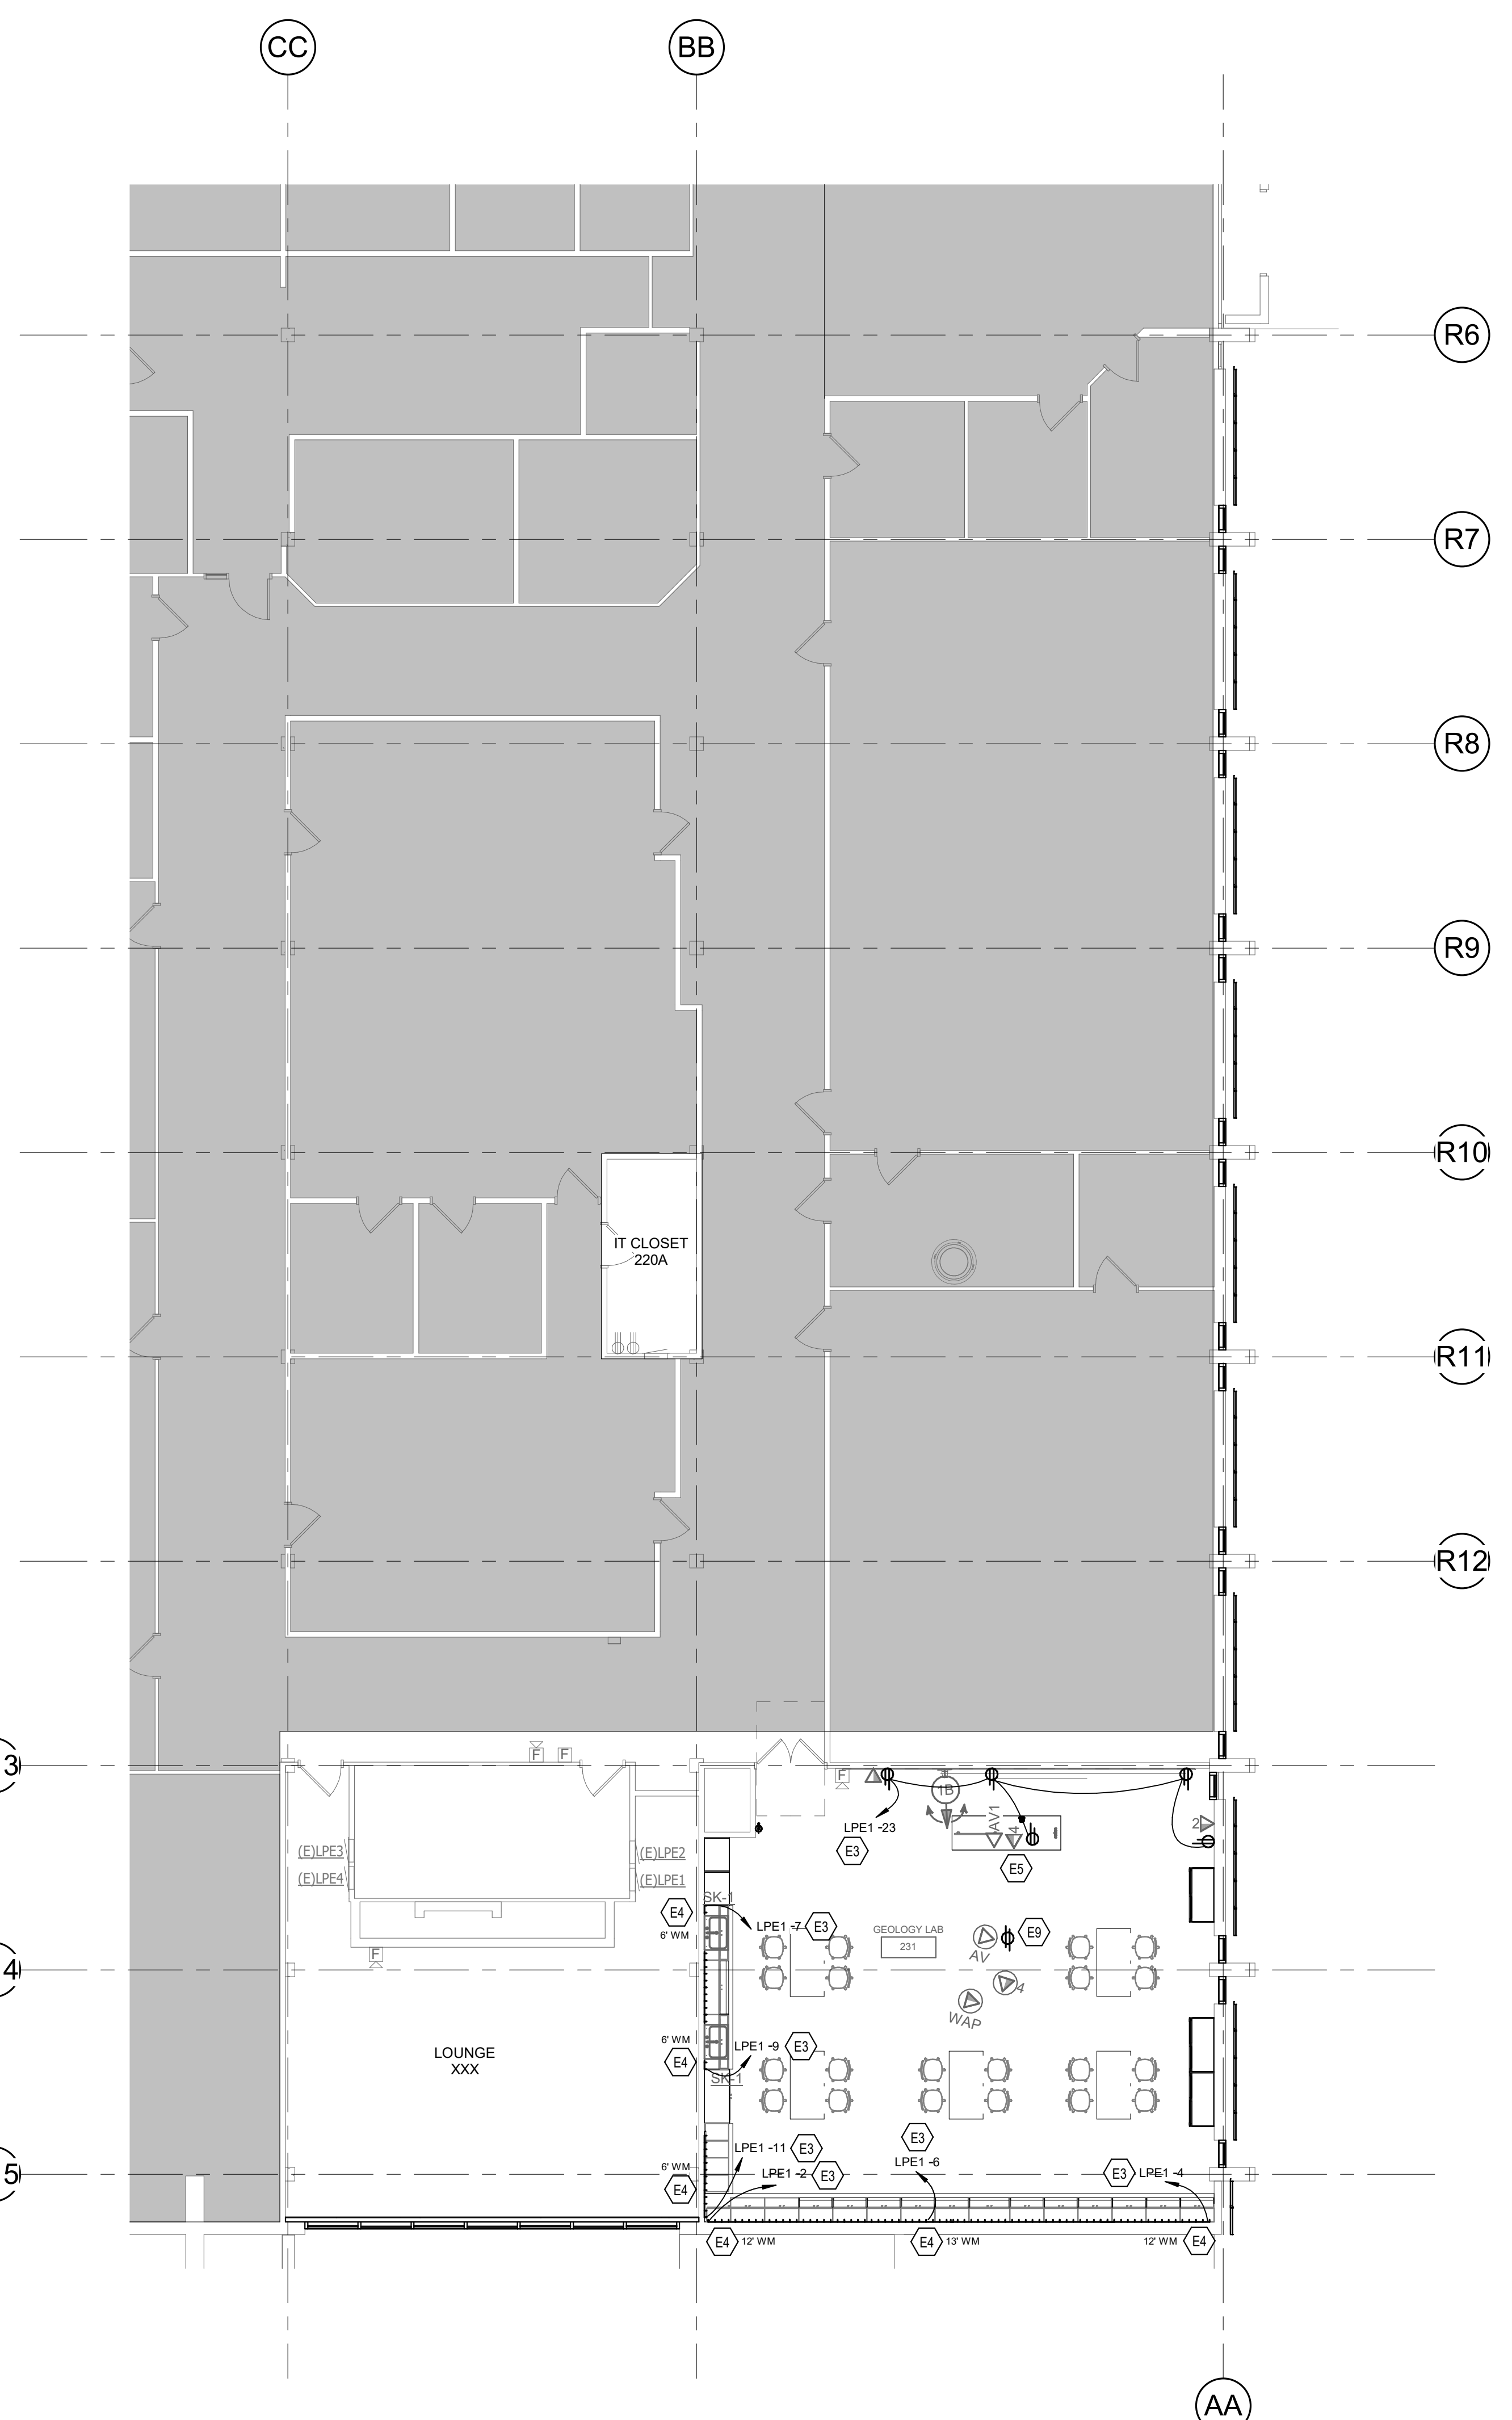 CC
BB
R6
R7
R8
R9
R10
IT CLOSET
220A
R11
R12
3
F
F
F
1B
AV1
4
2
LPE1 -23
E3
E5
(E)LPE3
(E)LPE4
(E)LPE2
(E)LPE1
SK-1
E4
6' WM
LPE1 -7
E3
GEOLOGY LAB
231
AV
E9
F
4
4
WAP
LOUNGE
XXX
6' WM
E4
LPE1 -9
E3
SK-1
LPE1 -11
E3
E3
LPE1 -6
5
6' WM
E4
LPE1 -2
E3
E3
LPE1 -4
E4
12' WM
E4
13' WM
12' WM
E4
AA